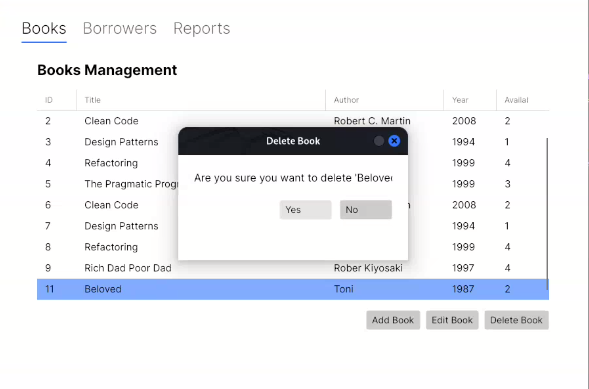 Books Borrowers Reports
Books Management
ID Title Author Year Availal
2 Clean Code Robert C. Martin 2008 2
3 Design Patterns 1994 1
4 Refactoring 1999 4
5 The Pragmatic Prog 1999 3
6 Clean Code 2008 2
7 Design Patterns 1994 1
8 Refactoring 1999 4
9 Rich Dad Poor Dad Rober Kiyosaki 1997 4
11 Beloved Toni 1987 2
Delete Book
Are you sure you want to delete 'Beloved
Yes No
Add Book Edit Book Delete Book